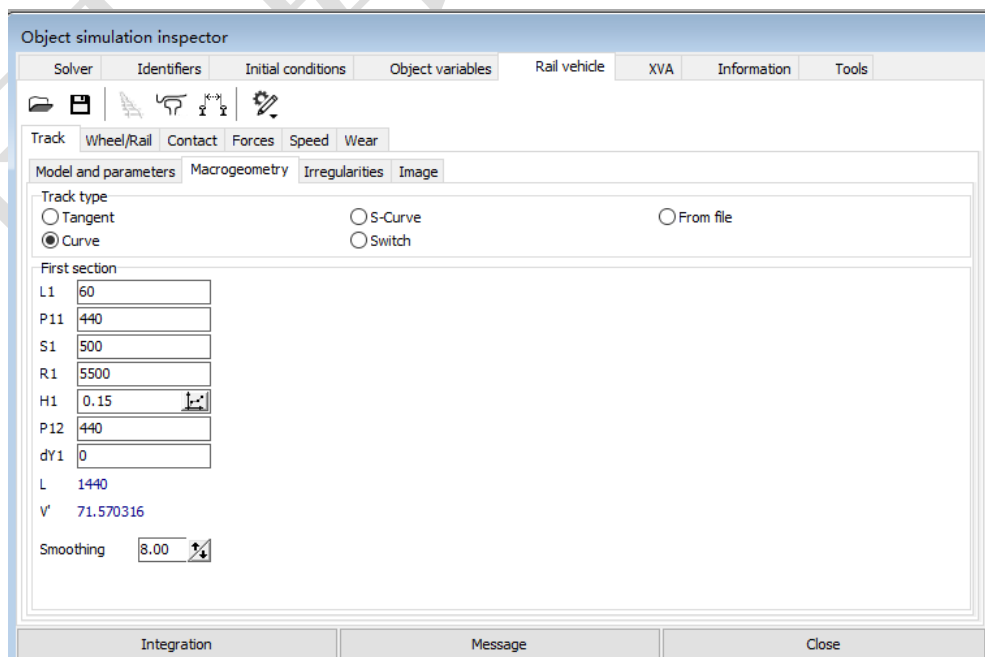 Object simulation inspector
Solver Identifiers Initial conditions Object variables Rail vehicle XVA Information Tools
Track Wheel/Rail Contact Forces Speed Wear
Model and parameters Macrogeometry Irregularities Image
Track type
Tangent S-Curve From file
Curve Switch
First section
L1 60
P11 440
S1 500
R1 5500
H1 0.15
P12 440
dY1 0
L 1440
V' 71.570316
Smoothing 8.00
Integration Message Close